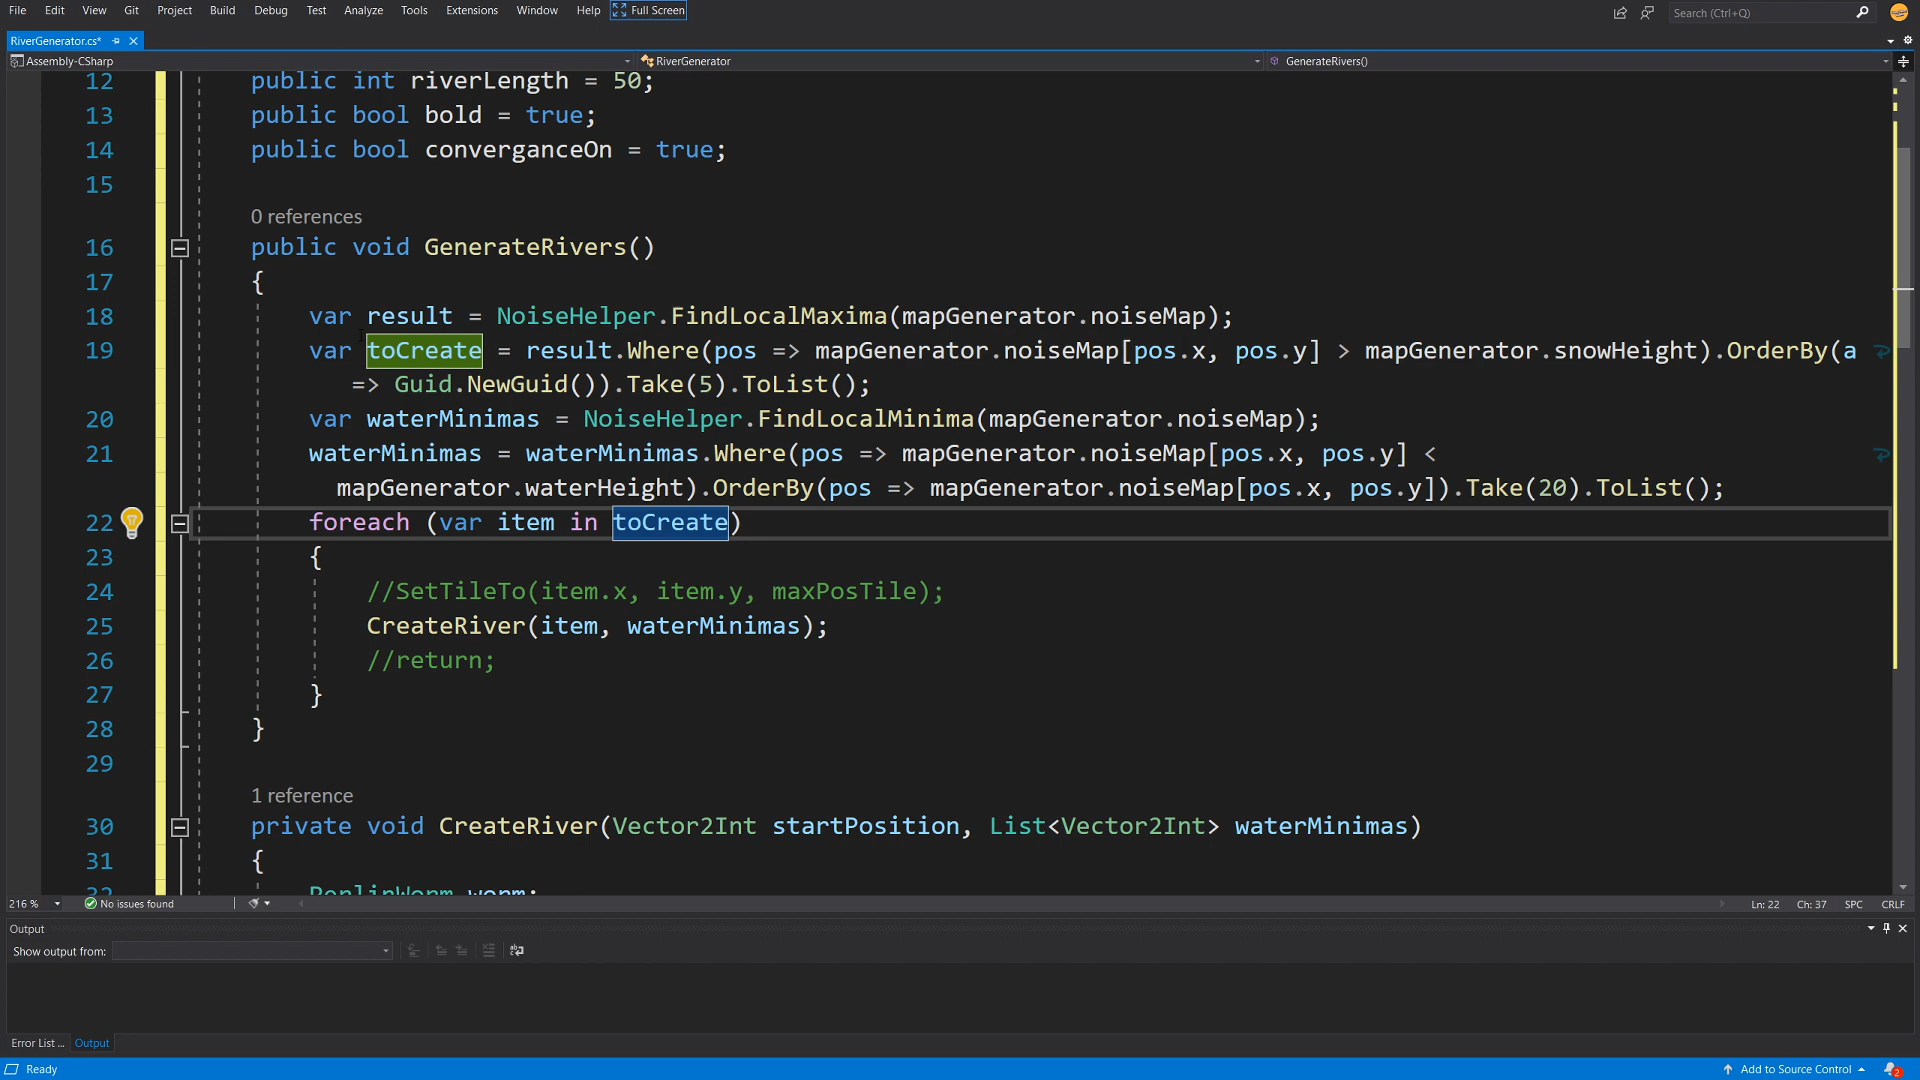 File Edit View Git Project Build Debug Test Analyze Tools Extensions Window Help Full Screen Search (Ctrl+Q)
RiverGenerator.cs*
Assembly-CSharp RiverGenerator GenerateRivers()
12 public int riverLength = 50;
13 public bool bold = true;
14 public bool converganceOn = true;
15
0 references
16 public void GenerateRivers()
17 {
18 var result = NoiseHelper.FindLocalMaxima(mapGenerator.noiseMap);
19 var toCreate = result.Where(pos => mapGenerator.noiseMap[pos.x, pos.y] > mapGenerator.snowHeight).OrderBy(a
=> Guid.NewGuid()).Take(5).ToList();
20 var waterMinimas = NoiseHelper.FindLocalMinima(mapGenerator.noiseMap);
21 waterMinimas = waterMinimas.Where(pos => mapGenerator.noiseMap[pos.x, pos.y] <
mapGenerator.waterHeight).OrderBy(pos => mapGenerator.noiseMap[pos.x, pos.y]).Take(20).ToList();
22 foreach (var item in toCreate)
23 {
24 //SetTileTo(item.x, item.y, maxPosTile);
25 CreateRiver(item, waterMinimas);
26 //return;
27 }
28 }
29
1 reference
30 private void CreateRiver(Vector2Int startPosition, List<Vector2Int> waterMinimas)
31 {
32 PerlinWorm worm;
216 % No issues found Ln: 22 Ch: 37 SPC CRLF
Output
Show output from:
Error List ... Output
Ready Add to Source Control 2